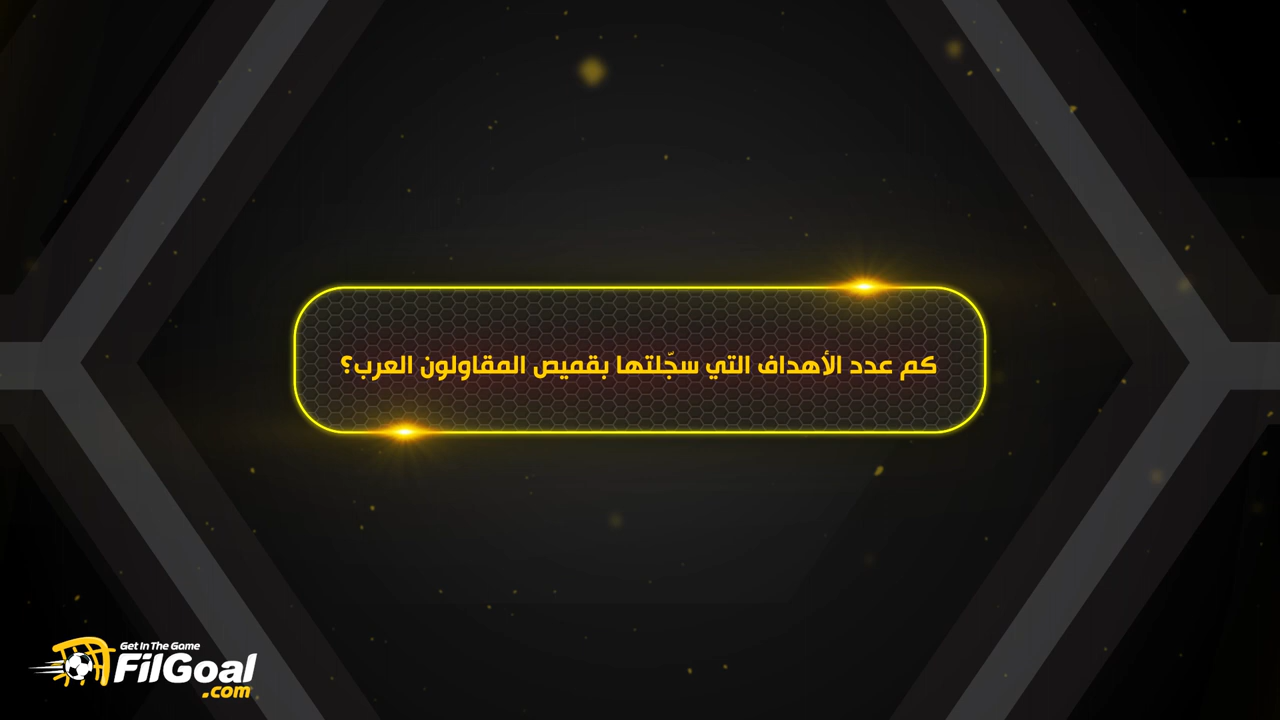 كم عدد الأهداف التي سجّلتها بقميص المقاولون العرب؟
Get In The Game
FilGoal
.com